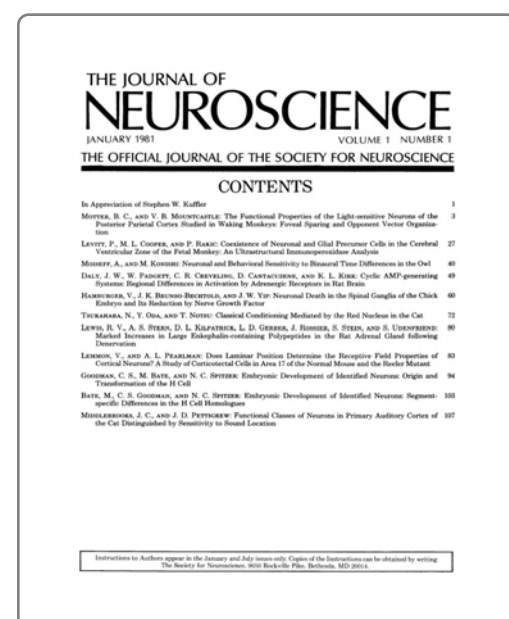 THE JOURNAL OF
NEUROSCIENCE
JANUARY 1981 VOLUME 1 NUMBER 1
THE OFFICIAL JOURNAL OF THE SOCIETY FOR NEUROSCIENCE
CONTENTS
In Appreciation of Stephen W. Kuffler 1
MOTTER, B. C., AND V. B. MOUNTCASTLE: The Functional Properties of the Light-sensitive Neurons of the 3
Posterior Parietal Cortex Studied in Waking Monkeys: Foveal Sparing and Opponent Vector Organiza-
tion
LEVITT, P., M. L. COOPER, AND P. RAKIC: Coexistence of Neuronal and Glial Precursor Cells in the Cerebral 27
Ventricular Zone of the Fetal Monkey: An Ultrastructural Immunoperoxidase Analysis
MOISEFF, A., AND M. KONISHI: Neuronal and Behavioral Sensitivity to Binaural Time Differences in the Owl 40
DALY, J. W., W. PADGETT, C. R. CREVELING, D. CANTACUZENE, AND K. L. KIRK: Cyclic AMP-generating 49
Systems: Regional Differences in Activation by Adrenergic Receptors in Rat Brain
HAMBURGER, V., J. K. BRUNSO-BECHTOLD, AND J. W. YIP: Neuronal Death in the Spinal Ganglia of the Chick 60
Embryo and Its Reduction by Nerve Growth Factor
TSUKAHARA, N., Y. ODA, AND T. NOTSU: Classical Conditioning Mediated by the Red Nucleus in the Cat 72
LEWIS, R. V., A. S. STERN, D. L. KILPATRICK, L. D. GERBER, J. ROSSIER, S. STEIN, AND S. UDENFRIEND: 80
Marked Increases in Large Enkephalin-containing Polypeptides in the Rat Adrenal Gland following
Denervation
LEMMON, V., AND A. L. PEARLMAN: Does Laminar Position Determine the Receptive Field Properties of 83
Cortical Neurons? A Study of Corticotectal Cells in Area 17 of the Normal Mouse and the Reeler Mutant
GOODMAN, C. S., M. BATE, AND N. C. SPITZER: Embryonic Development of Identified Neurons: Origin and 94
Transformation of the H Cell
BATE, M., C. S. GOODMAN, AND N. C. SPITZER: Embryonic Development of Identified Neurons: Segment- 103
specific Differences in the H Cell Homologues
MIDDLEBROOKS, J. C., AND J. D. PETTIGREW: Functional Classes of Neurons in Primary Auditory Cortex of 107
the Cat Distinguished by Sensitivity to Sound Location
Instructions to Authors appear in the January and July issues only. Copies of the Instructions can be obtained by writing
The Society for Neuroscience, 9650 Rockville Pike, Bethesda, MD 20014.